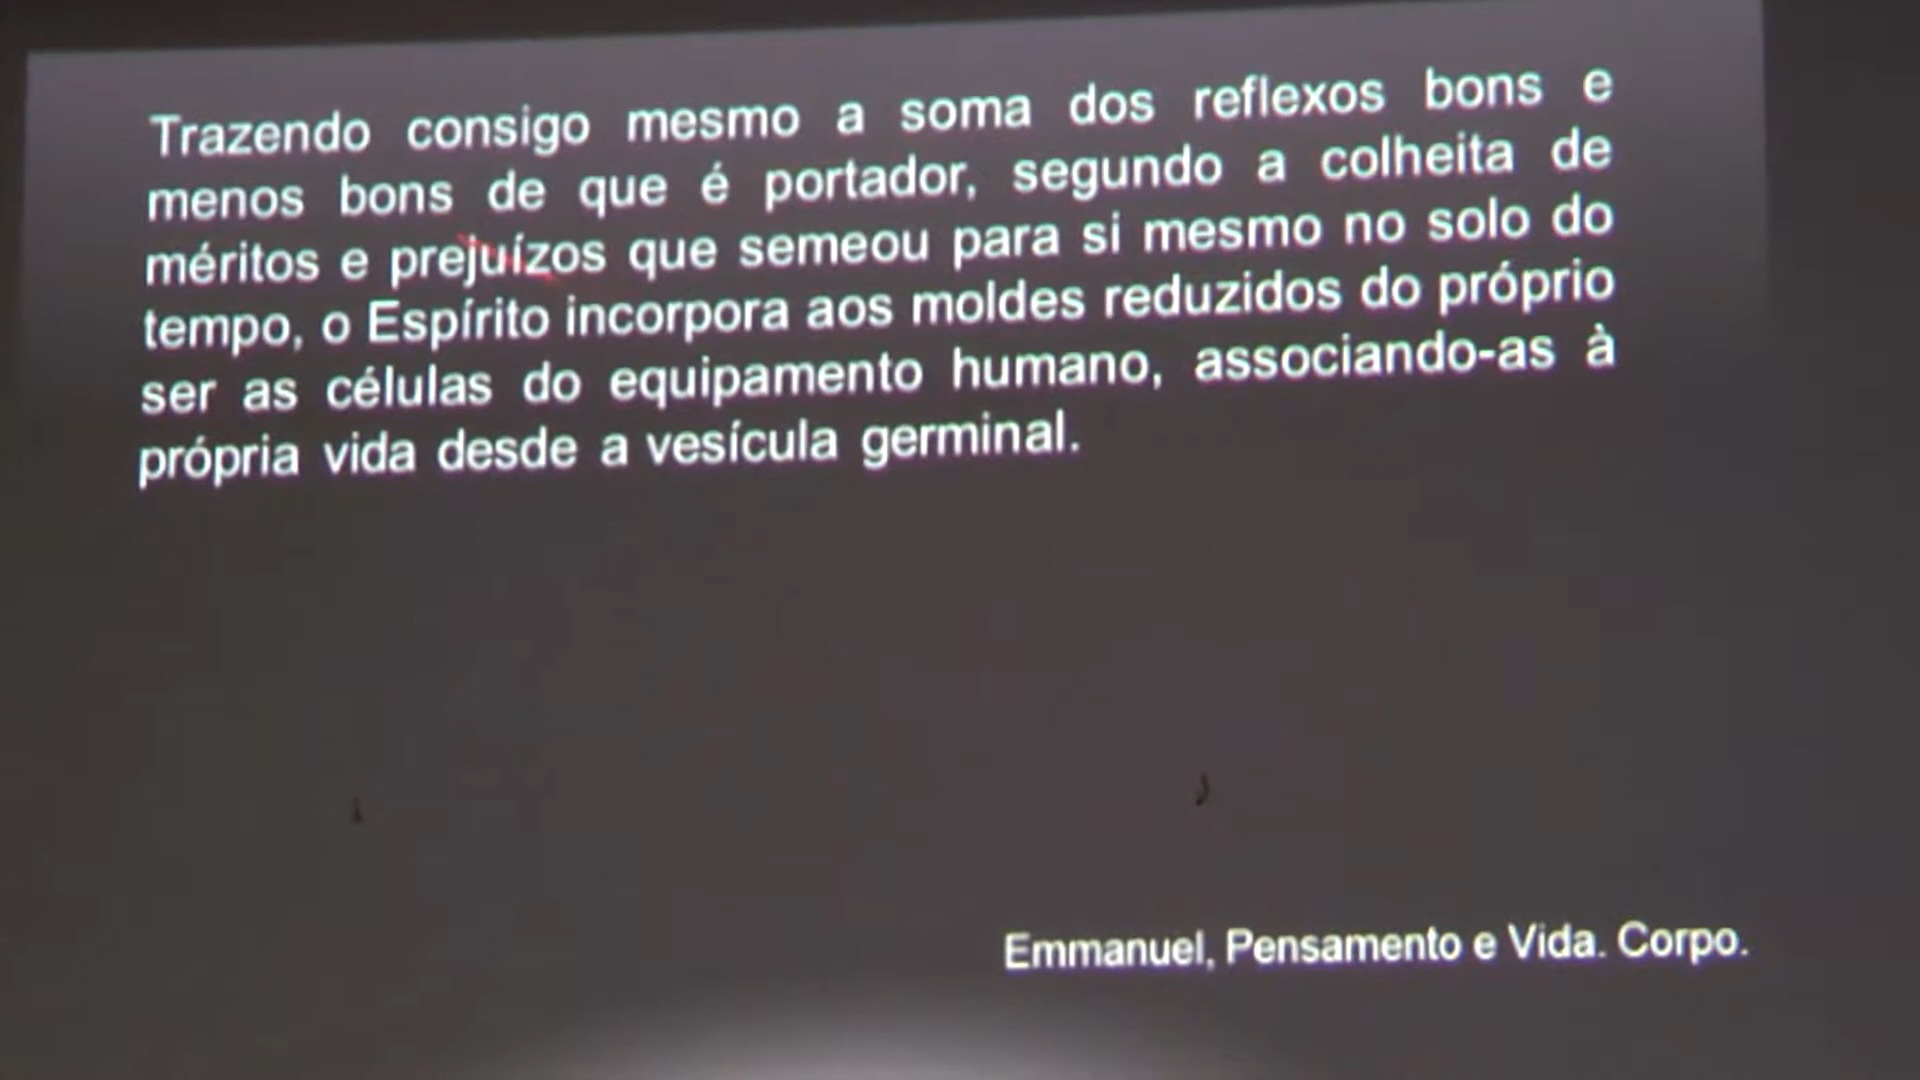 Trazendo consigo mesmo a soma dos reflexos bons e
menos bons de que é portador, segundo a colheita de
méritos e prejuízos que semeou para si mesmo no solo do
tempo, o Espírito incorpora aos moldes reduzidos do próprio
ser as células do equipamento humano, associando-as à
própria vida desde a vesícula germinal.
Emmanuel, Pensamento e Vida. Corpo.